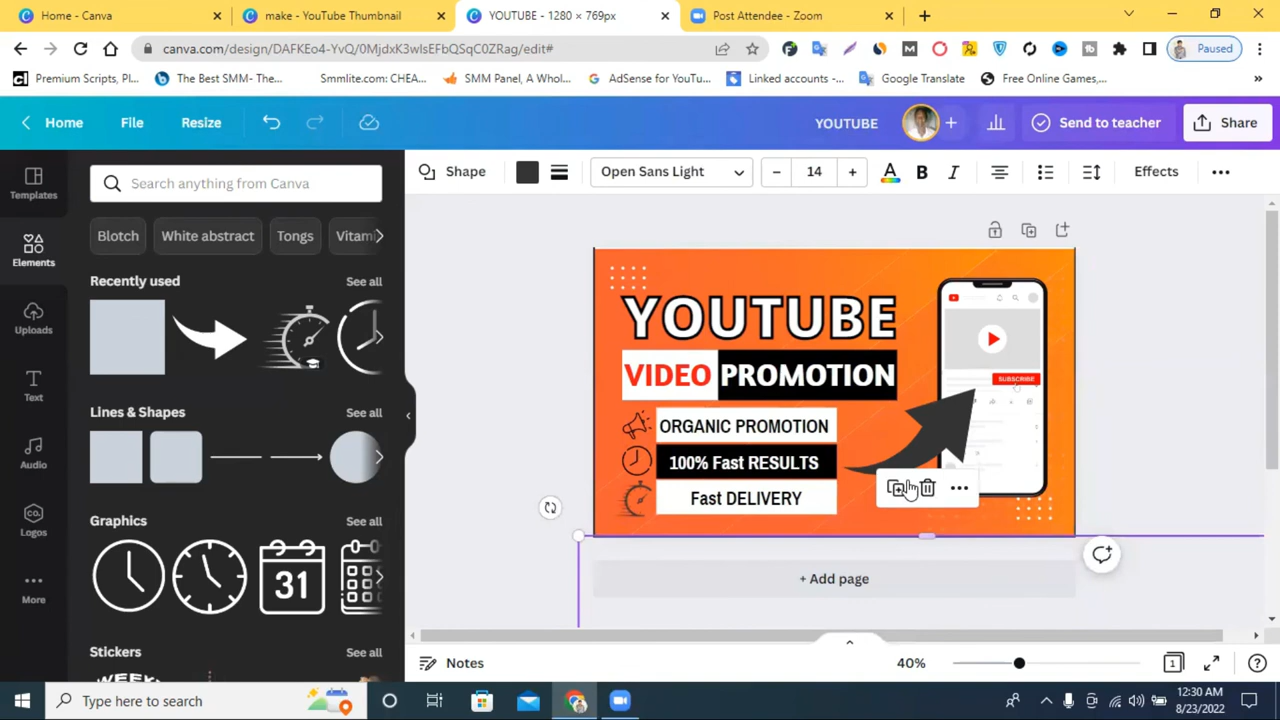 Home - Canva
make - YouTube Thumbnail
YOUTUBE - 1280 × 769px
Post Attendee - Zoom
canva.com/design/DAFKEo4-YvQ/0MjdxK3wIsEFbQSqC0ZRag/edit#
Paused
Premium Scripts, Pl...
The Best SMM- The...
Smmlite.com: CHEA...
SMM Panel, A Whol...
AdSense for YouTu...
Linked accounts -...
Google Translate
Free Online Games,...
Home
File
Resize
YOUTUBE
Send to teacher
Share
Templates
Search anything from Canva
Shape
Open Sans Light
14
A
B
I
Effects
Elements
Blotch
White abstract
Tongs
Vitami
Recently used
See all
Uploads
Text
Lines & Shapes
See all
Audio
Logos
Graphics
See all
31
More
Stickers
See all
YOUTUBE
VIDEO PROMOTION
SUBSCRIBE
ORGANIC PROMOTION
100% Fast RESULTS
Fast DELIVERY
+ Add page
Notes
40%
1
Type here to search
12:30 AM
8/23/2022